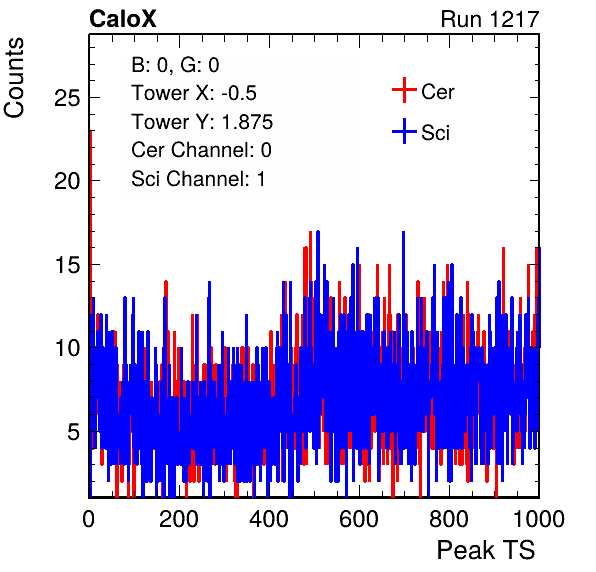 CaloX Run 1217
Counts
B: 0, G: 0
Tower X: -0.5
Tower Y: 1.875
Cer Channel: 0
Sci Channel: 1
Cer
Sci
25
20
15
10
5
0 200 400 600 800 1000
Peak TS